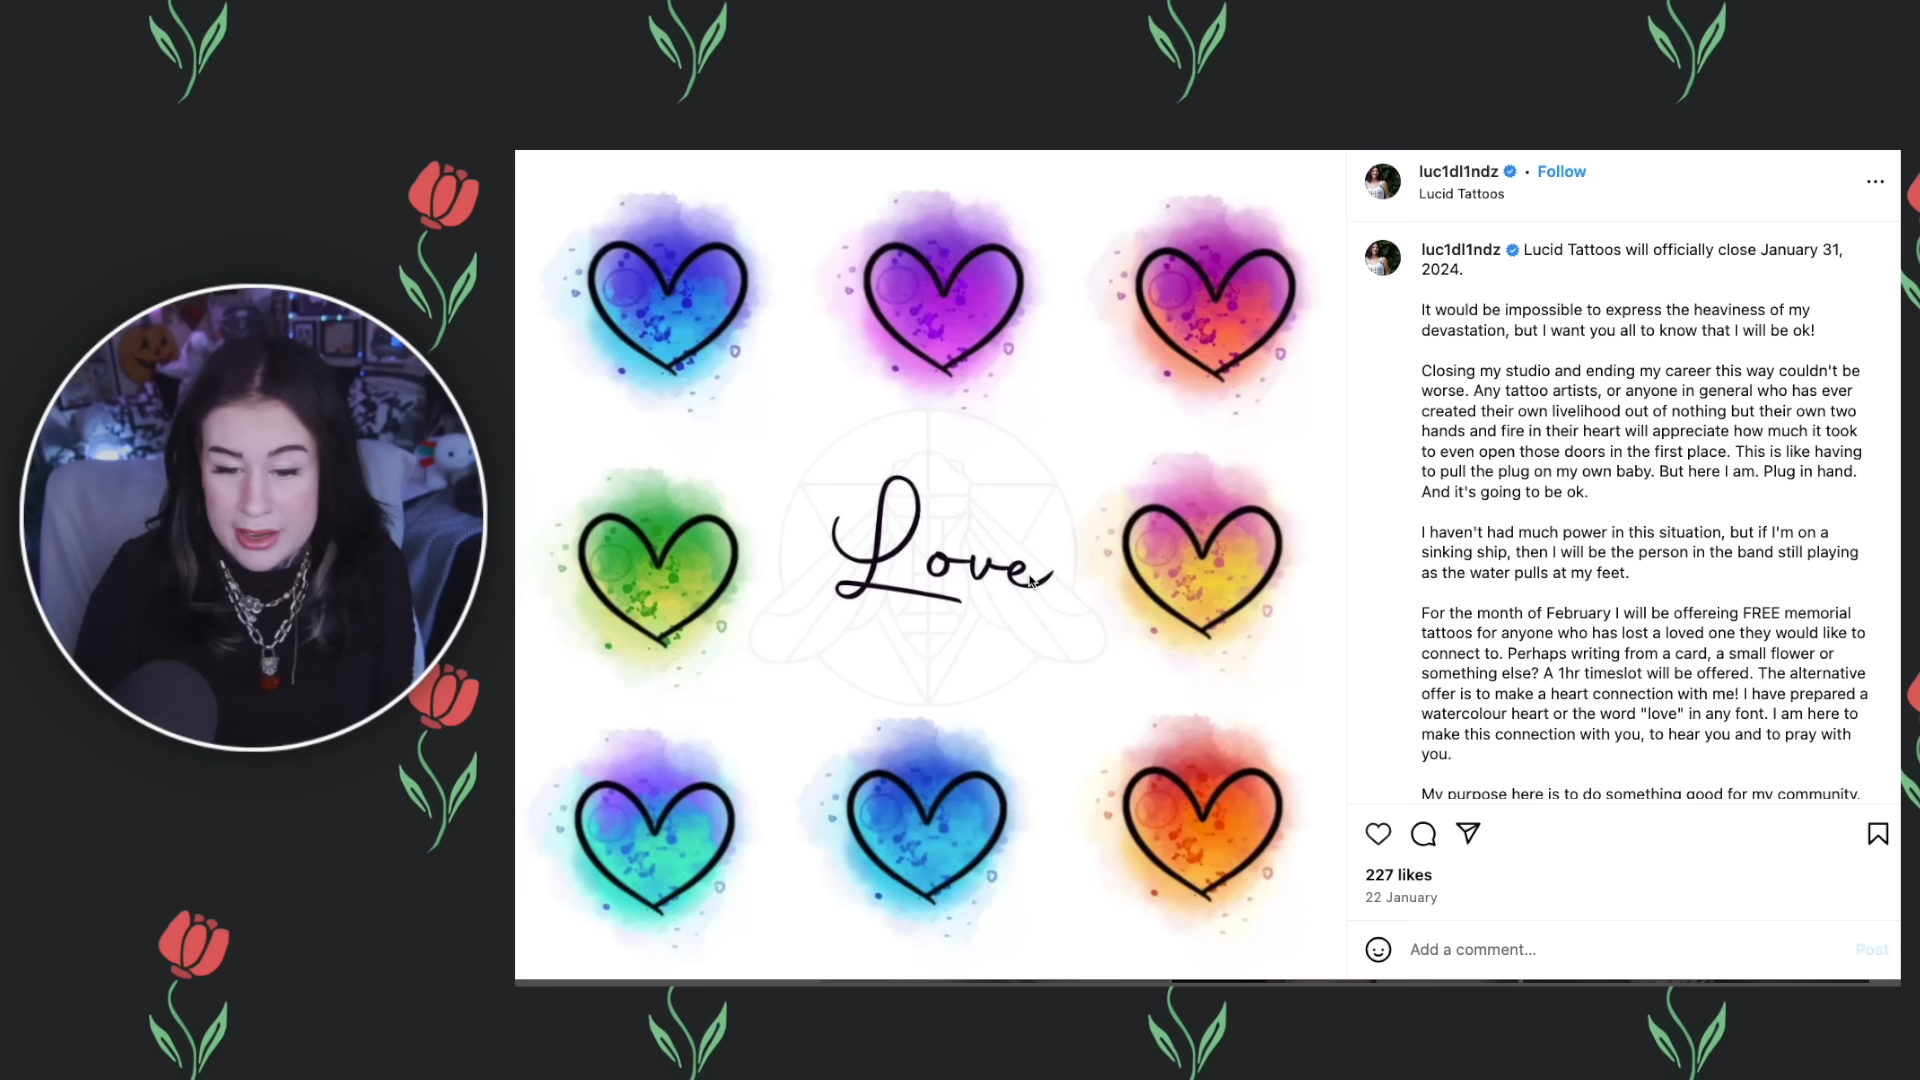 Love
luc1dl1ndz • Follow
Lucid Tattoos
luc1dl1ndz Lucid Tattoos will officially close January 31,
2024.
It would be impossible to express the heaviness of my
devastation, but I want you all to know that I will be ok!
Closing my studio and ending my career this way couldn't be
worse. Any tattoo artists, or anyone in general who has ever
created their own livelihood out of nothing but their own two
hands and fire in their heart will appreciate how much it took
to even open those doors in the first place. This is like having
to pull the plug on my own baby. But here I am. Plug in hand.
And it's going to be ok.
I haven't had much power in this situation, but if I'm on a
sinking ship, then I will be the person in the band still playing
as the water pulls at my feet.
For the month of February I will be offereing FREE memorial
tattoos for anyone who has lost a loved one they would like to
connect to. Perhaps writing from a card, a small flower or
something else? A 1hr timeslot will be offered. The alternative
offer is to make a heart connection with me! I have prepared a
watercolour heart or the word "love" in any font. I am here to
make this connection with you, to hear you and to pray with
you.
My purpose here is to do something good for my community.
227 likes
22 January
Add a comment...
Post